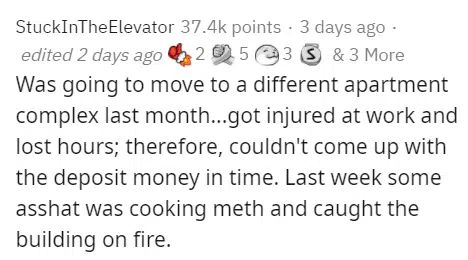 StuckInTheElevator 37.4k points · 3 days ago ·
edited 2 days ago 2 5 3 S & 3 More
Was going to move to a different apartment
complex last month...got injured at work and
lost hours; therefore, couldn't come up with
the deposit money in time. Last week some
asshat was cooking meth and caught the
building on fire.